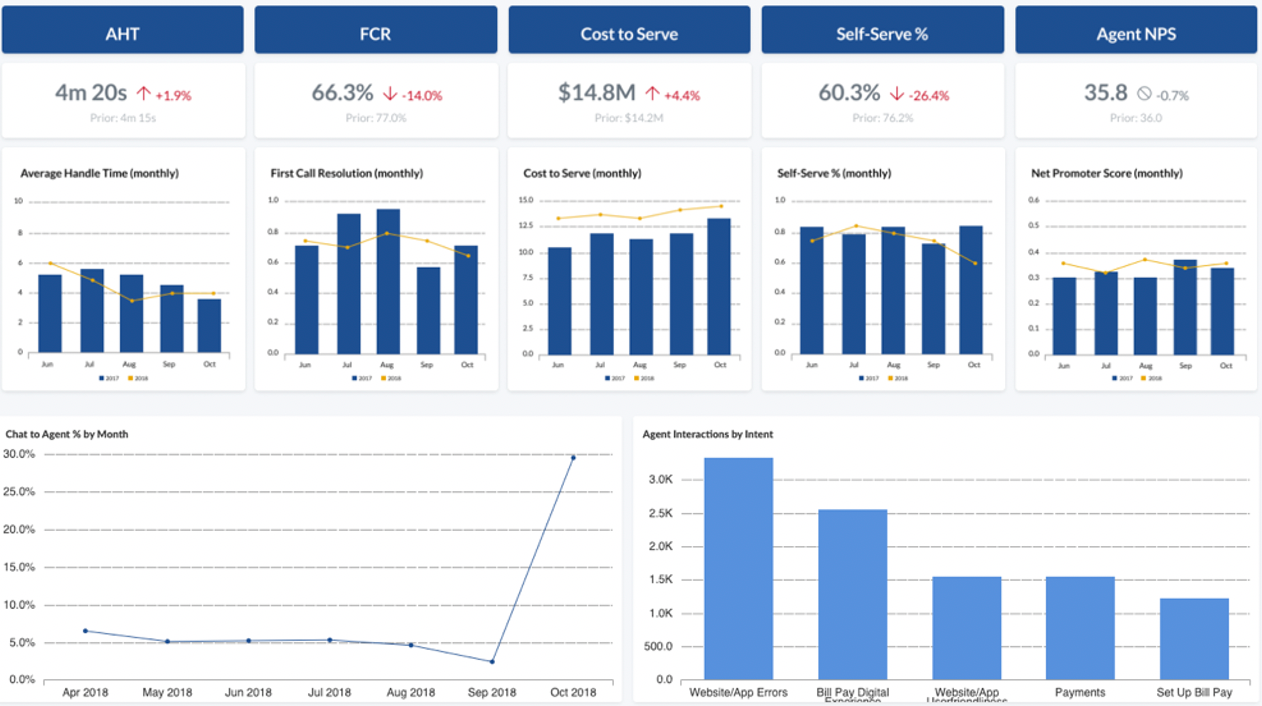 AHT
FCR
Cost to Serve
Self-Serve %
Agent NPS
4m 20s +1.9%
Prior: 4m 15s
66.3% -14.0%
Prior: 77.0%
$14.8M +4.4%
Prior: $14.2M
60.3% -26.4%
Prior: 76.2%
35.8 -0.7%
Prior: 36.0
Average Handle Time (monthly)
10
8
6
4
2
0
Jun Jul Aug Sep Oct
2017 2018
First Call Resolution (monthly)
1.0
0.8
0.6
0.4
0.2
0.0
Jun Jul Aug Sep Oct
2017 2018
Cost to Serve (monthly)
15.0
12.5
10.0
7.5
5.0
2.5
0.0
Jun Jul Aug Sep Oct
2017 2018
Self-Serve % (monthly)
1.0
0.8
0.6
0.4
0.2
0.0
Jun Jul Aug Sep Oct
2017 2018
Net Promoter Score (monthly)
0.6
0.5
0.4
0.3
0.2
0.1
0.0
Jun Jul Aug Sep Oct
2017 2018
Chat to Agent % by Month
30.0%
25.0%
20.0%
15.0%
10.0%
5.0%
0.0%
Apr 2018 May 2018 Jun 2018 Jul 2018 Aug 2018 Sep 2018 Oct 2018
Agent Interactions by Intent
3.0K
2.5K
2.0K
1.5K
1.0K
500.0
0.0
Website/App Errors Bill Pay Digital Website/App Payments Set Up Bill Pay
Experience Userfriendliness